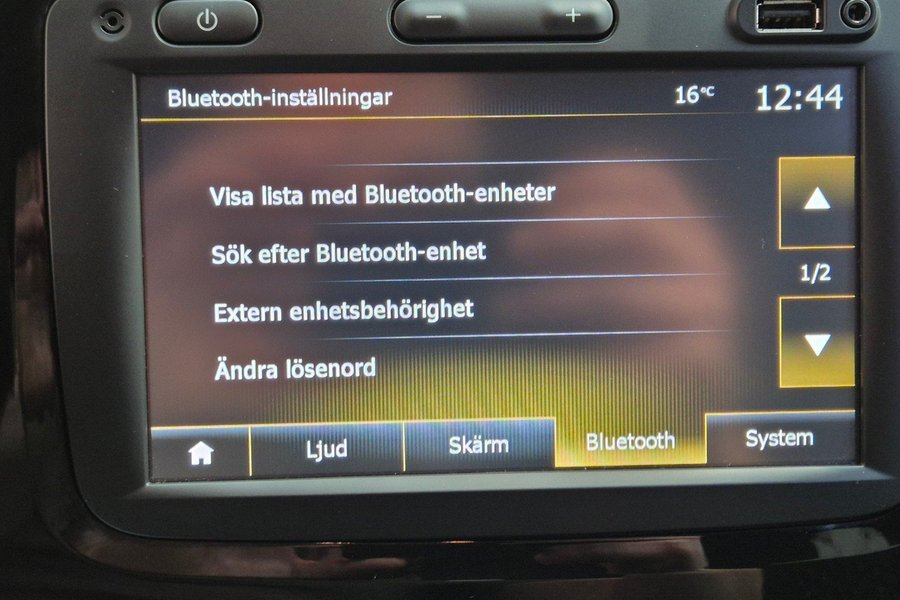 Bluetooth-inställningar
16°C
12:44
Visa lista med Bluetooth-enheter
Sök efter Bluetooth-enhet
1/2
Extern enhetsbehörighet
Ändra lösenord
Ljud
Skärm
Bluetooth
System